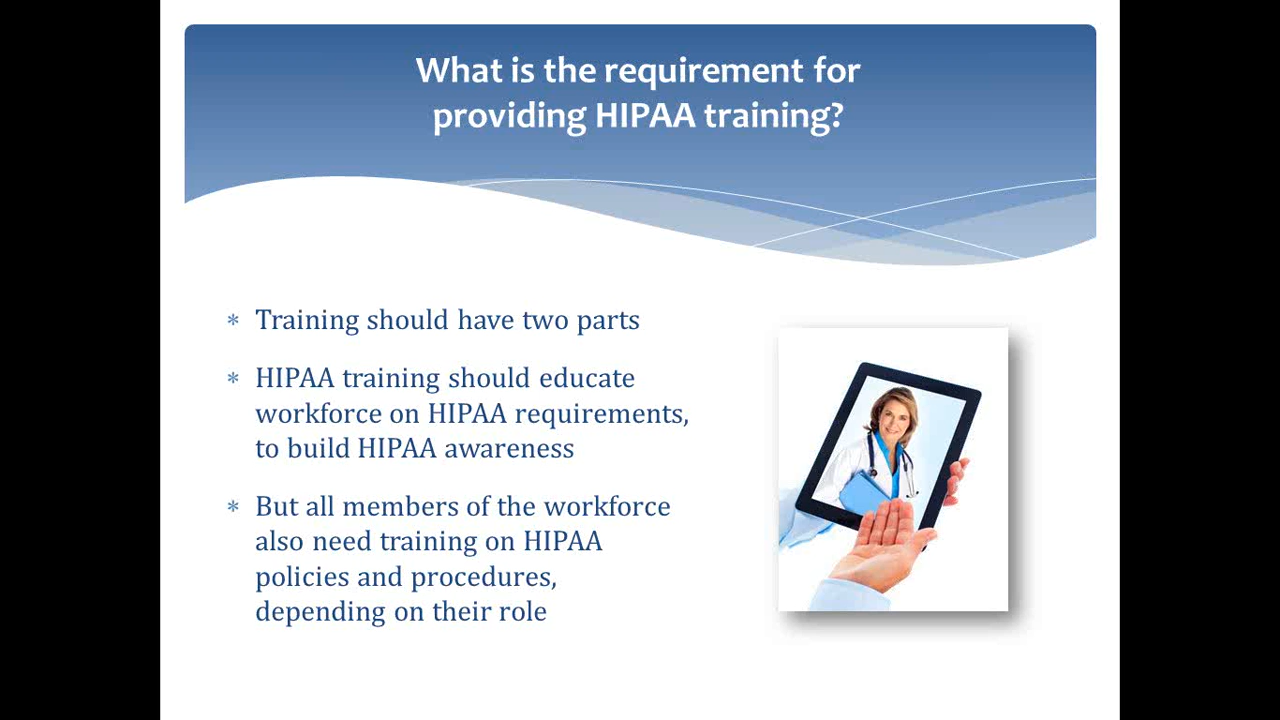 What is the requirement for
providing HIPAA training?
* Training should have two parts
* HIPAA training should educate
workforce on HIPAA requirements,
to build HIPAA awareness
* But all members of the workforce
also need training on HIPAA
policies and procedures,
depending on their role